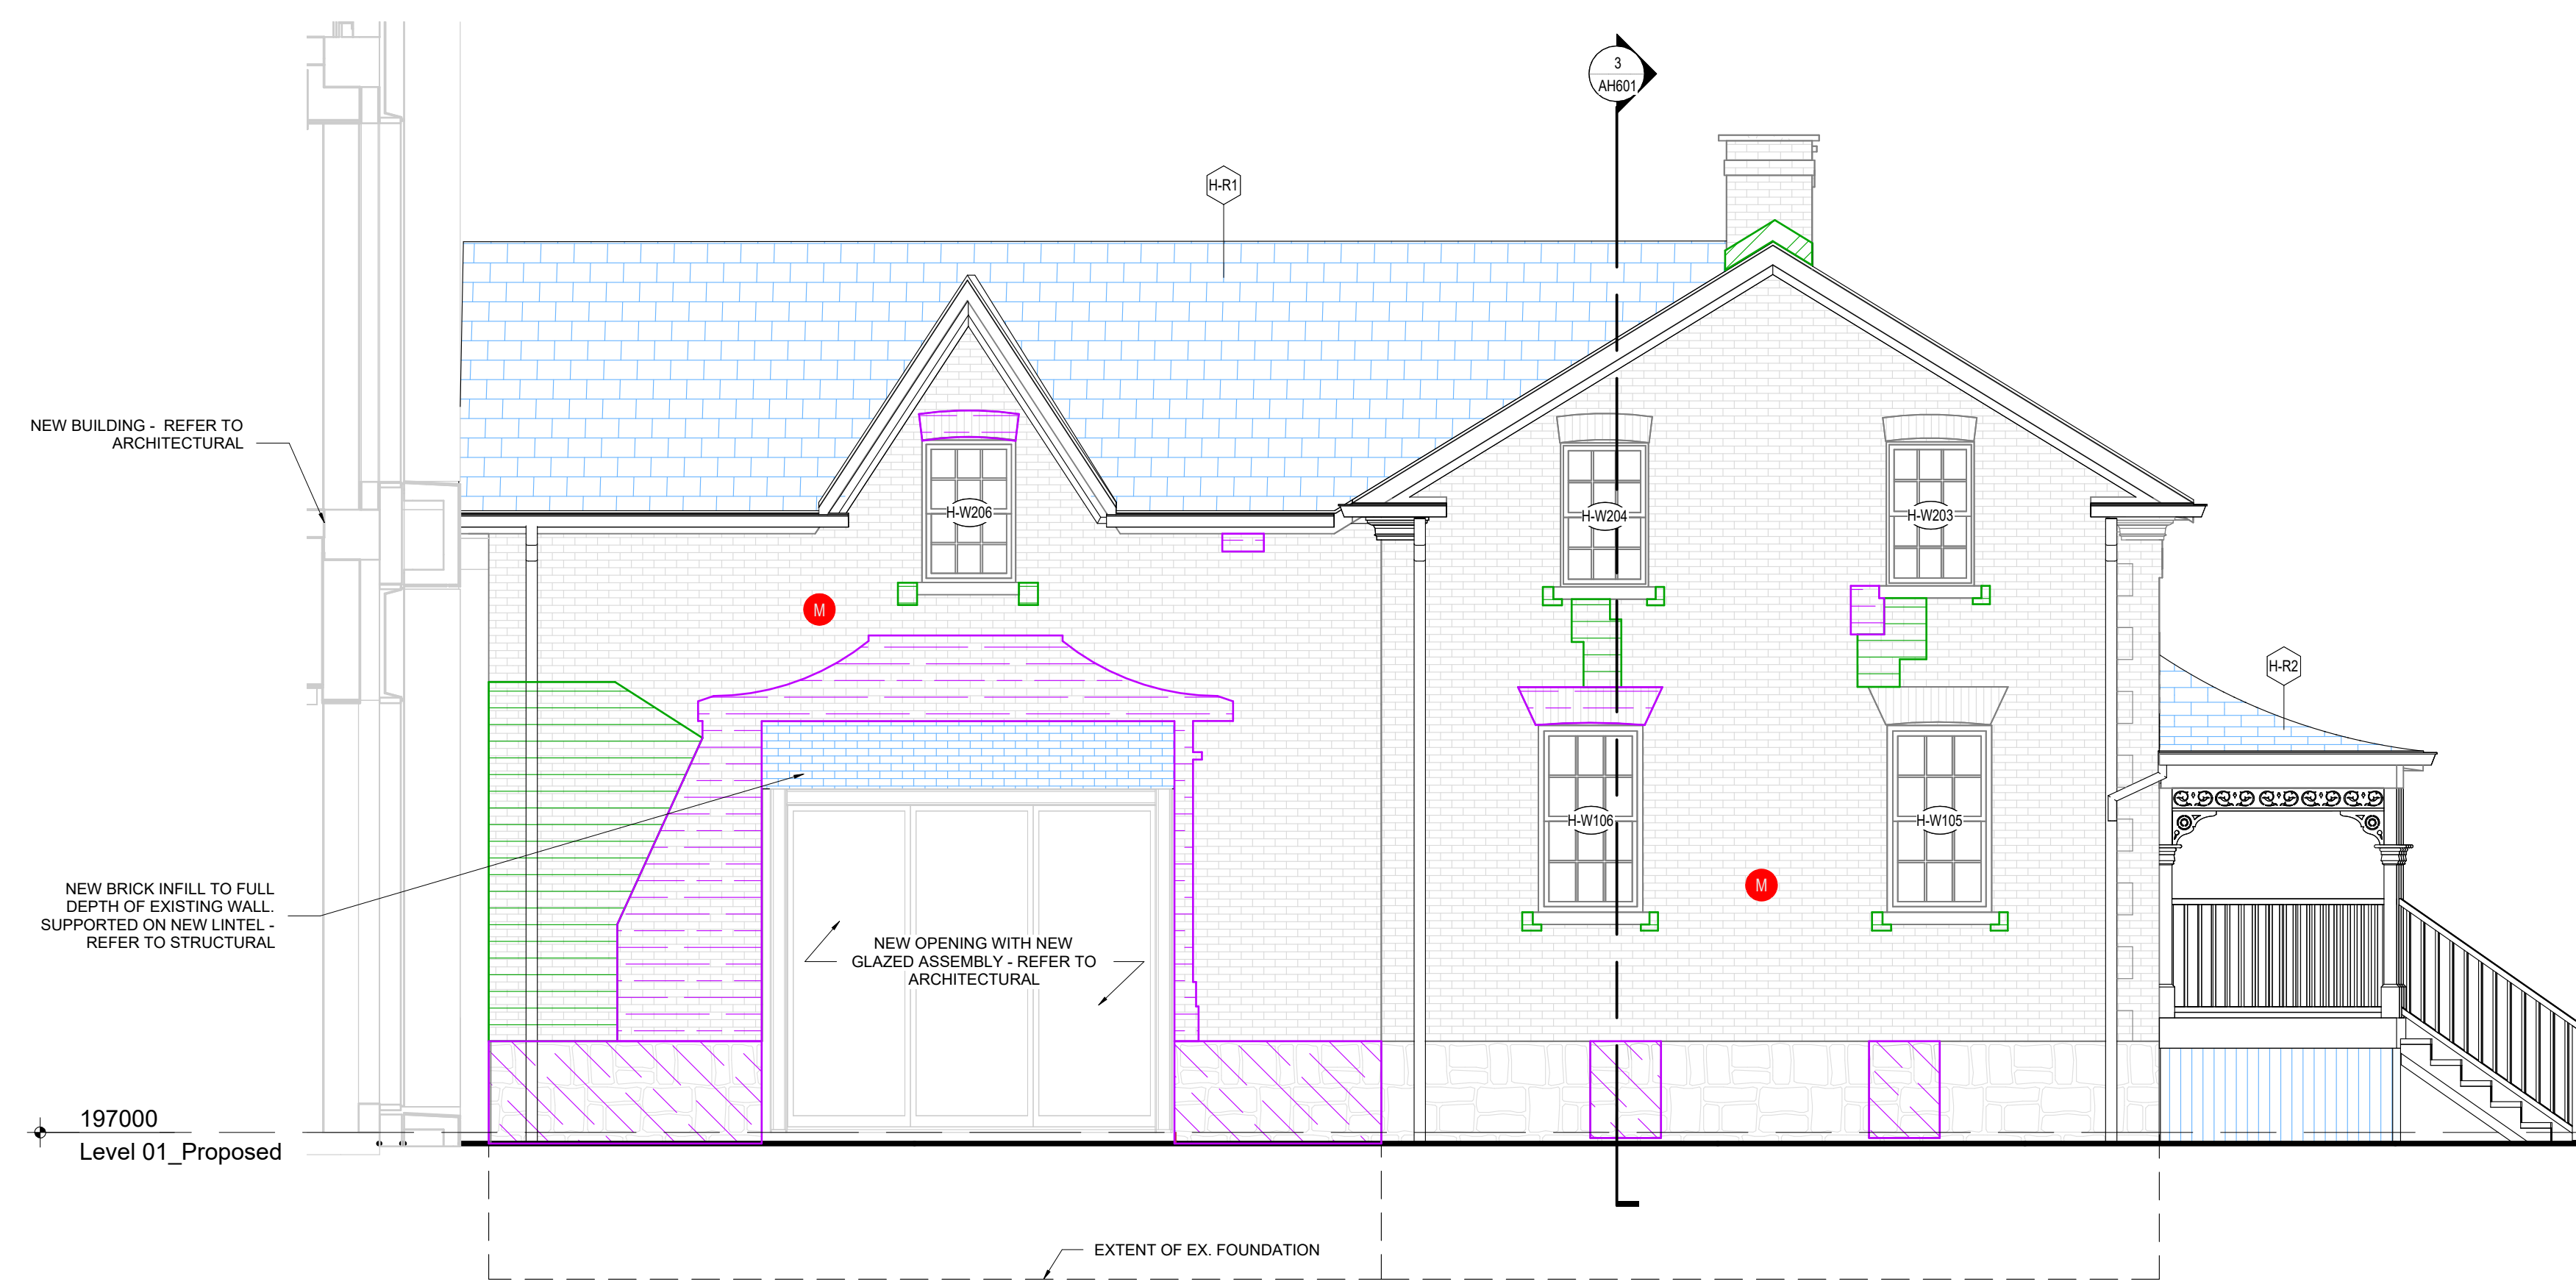 3
AH601
H-R1
NEW BUILDING - REFER TO
ARCHITECTURAL
H-W206
H-W204
H-W203
M
H-R2
H-W106
H-W105
M
NEW BRICK INFILL TO FULL
DEPTH OF EXISTING WALL.
SUPPORTED ON NEW LINTEL -
REFER TO STRUCTURAL
NEW OPENING WITH NEW
GLAZED ASSEMBLY - REFER TO
ARCHITECTURAL
197000
Level 01_Proposed
EXTENT OF EX. FOUNDATION